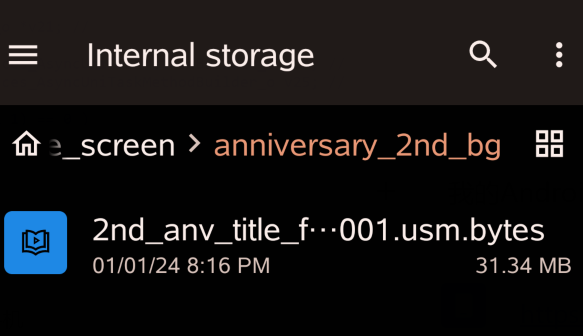 Internal storage
e_screen > anniversary_2nd_bg
2nd_anv_title_f···001.usm.bytes
01/01/24 8:16 PM 31.34 MB